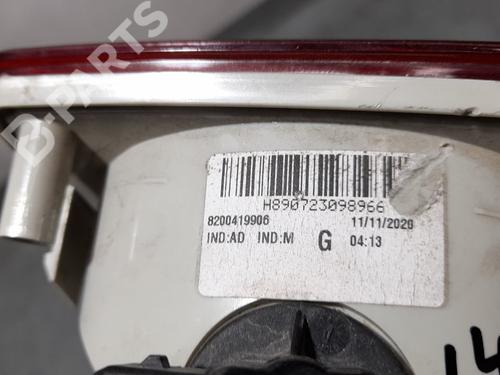 B-PARTS
H890723098966
8200419906 11/11/2020
IND:AD IND:M G 04:13